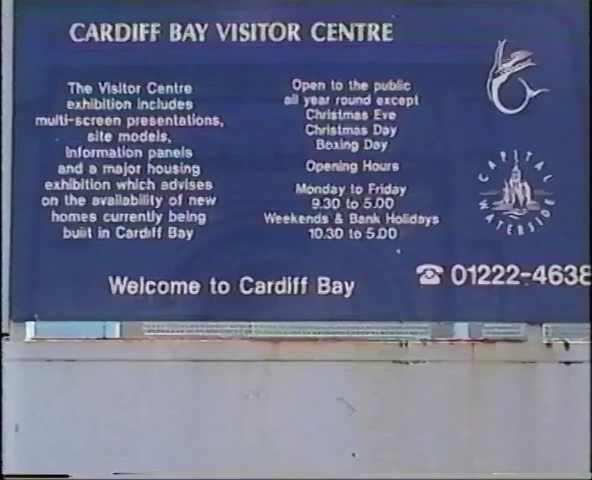 CARDIFF BAY VISITOR CENTRE
The Visitor Centre
exhibition includes
multi-screen presentations,
site models,
information panels
and a major housing
exhibition which advises
on the availability of new
homes currently being
built in Cardiff Bay
Open to the public
all year round except
Christmas Eve
Christmas Day
Boxing Day
Opening Hours
Monday to Friday
9.30 to 5.00
Weekends & Bank Holidays
10.30 to 5.00
CAPITAL
WATERSIDE
Welcome to Cardiff Bay
☎ 01222-4638